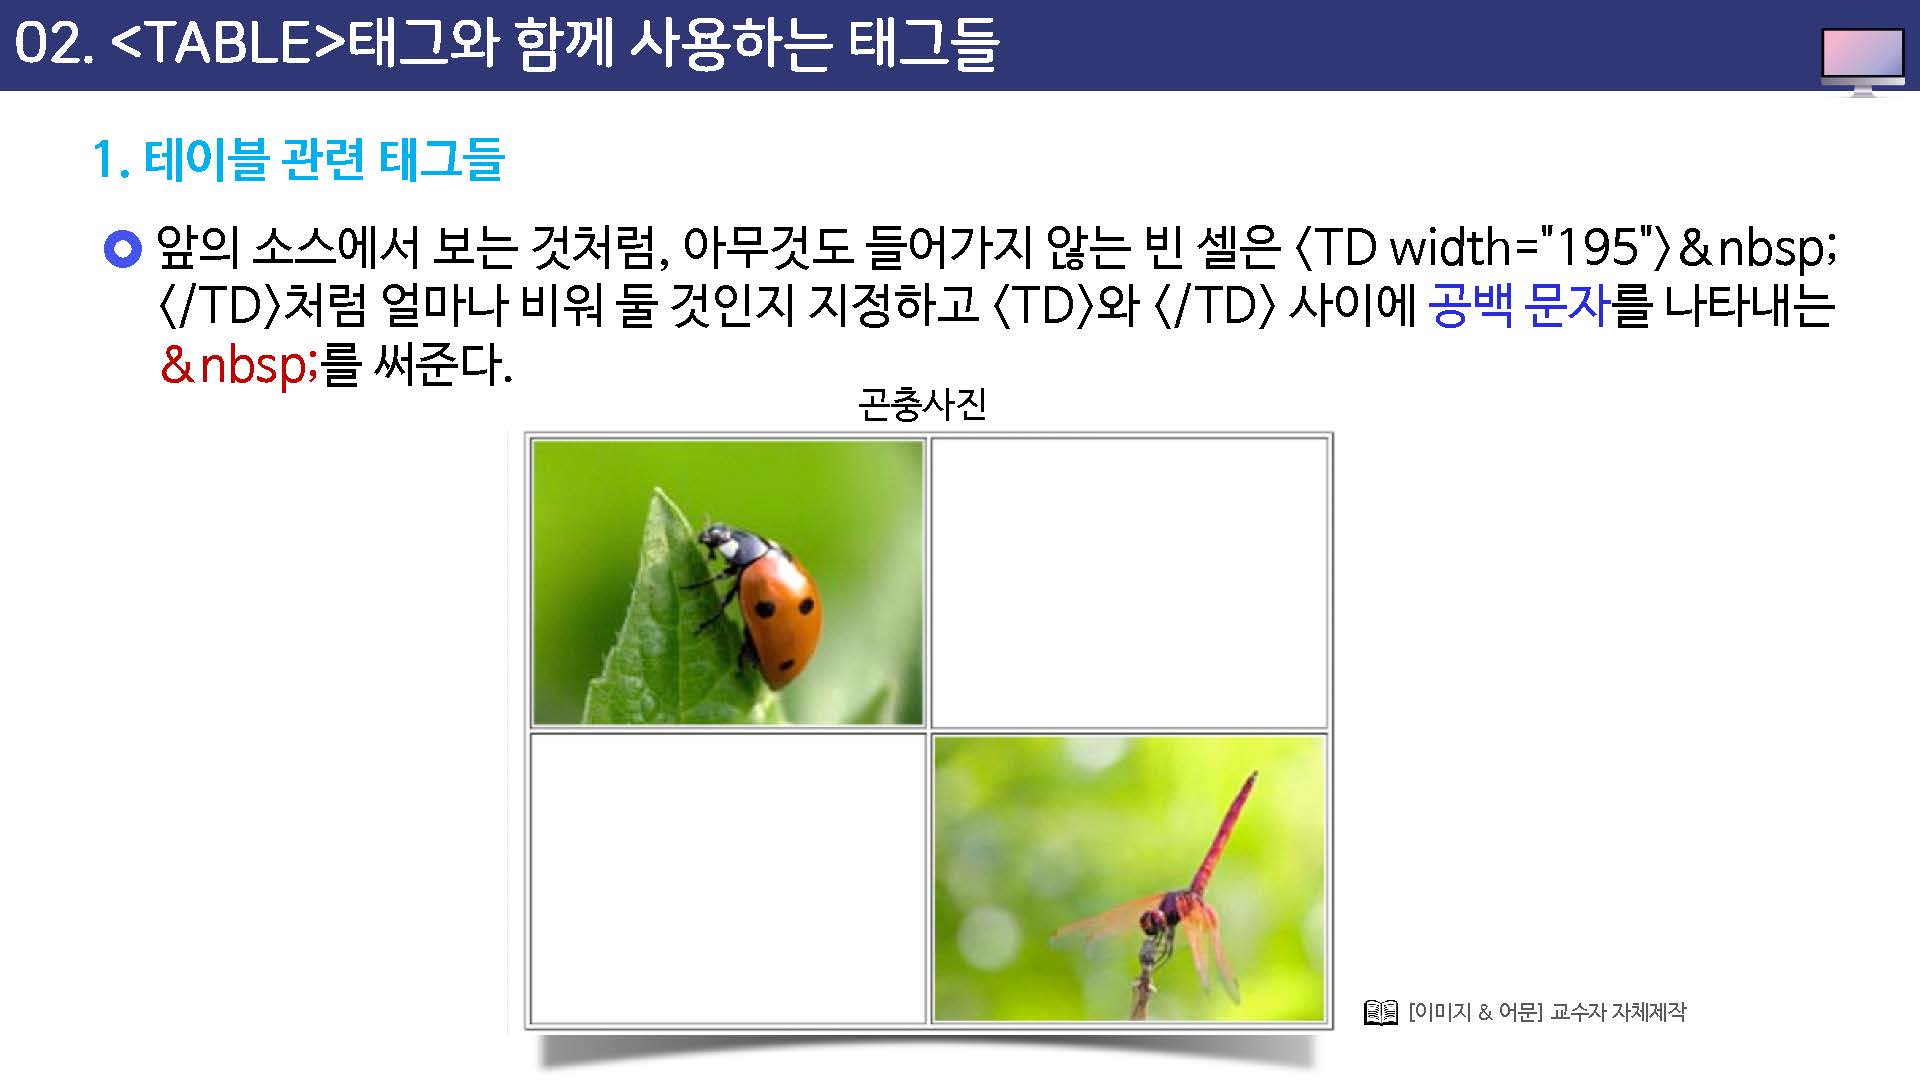 02. <TABLE>태그와 함께 사용하는 태그들
1. 테이블 관련 태그들
앞의 소스에서 보는 것처럼, 아무것도 들어가지 않는 빈 셀은 〈TD width="195"〉&nbsp;
〈/TD〉처럼 얼마나 비워 둘 것인지 지정하고 〈TD〉와 〈/TD〉 사이에 공백 문자를 나타내는
&nbsp;를 써준다.
곤충사진
[이미지 & 어문] 교수자 자체제작